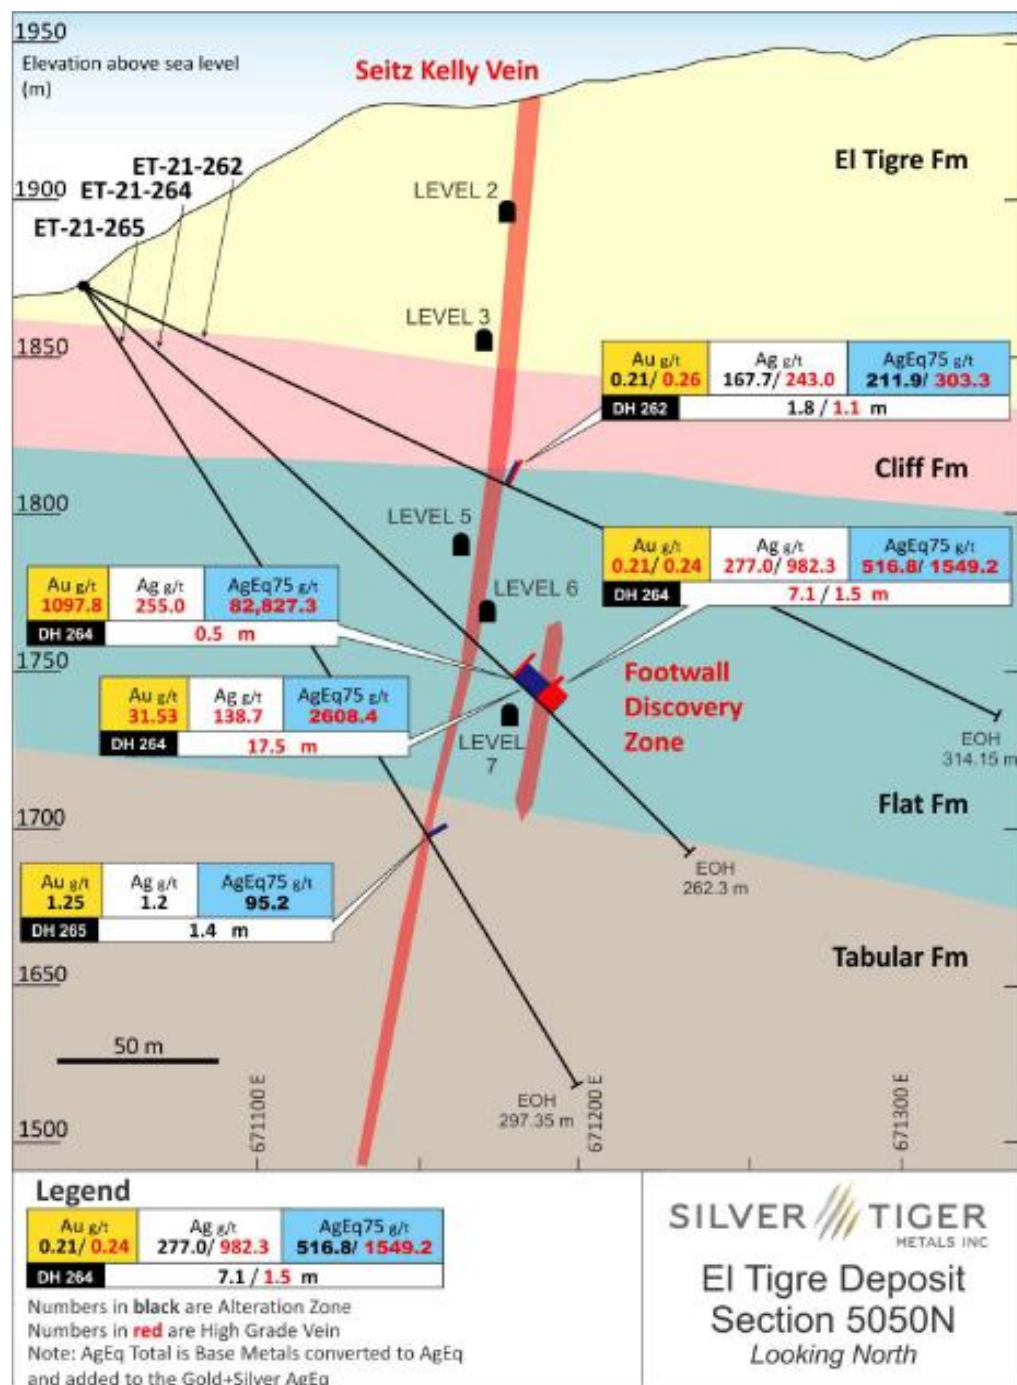 1950
Elevation above sea level
(m)
Seitz Kelly Vein
El Tigre Fm
ET-21-262
ET-21-264
ET-21-265
1900
LEVEL 2
LEVEL 3
1850
Au g/t Ag g/t AgEq75 g/t
0.21/ 0.26 167.7/ 243.0 211.9/ 303.3
DH 262 1.8 / 1.1 m
Cliff Fm
1800
LEVEL 5
Au g/t Ag g/t AgEq75 g/t
0.21/ 0.24 277.0/ 982.3 516.8/ 1549.2
DH 264 7.1 / 1.5 m
Au g/t Ag g/t AgEq75 g/t
1097.8 255.0 82,827.3
DH 264 0.5 m
LEVEL 6
1750
Footwall
Discovery
Zone
Au g/t Ag g/t AgEq75 g/t
31.53 138.7 2608.4
DH 264 17.5 m
LEVEL
7
EOH
314.15 m
Flat Fm
1700
EOH
262.3 m
Au g/t Ag g/t AgEq75 g/t
1.25 1.2 95.2
DH 265 1.4 m
Tabular Fm
1650
50 m
EOH
297.35 m
671100 E
671200 E
671300 E
1500
Legend
Au g/t Ag g/t AgEq75 g/t
0.21/ 0.24 277.0/ 982.3 516.8/ 1549.2
DH 264 7.1 / 1.5 m
Numbers in black are Alteration Zone
Numbers in red are High Grade Vein
Note: AgEq Total is Base Metals converted to AgEq
and added to the Gold+Silver AgEq
SILVER TIGER
METALS INC
El Tigre Deposit
Section 5050N
Looking North